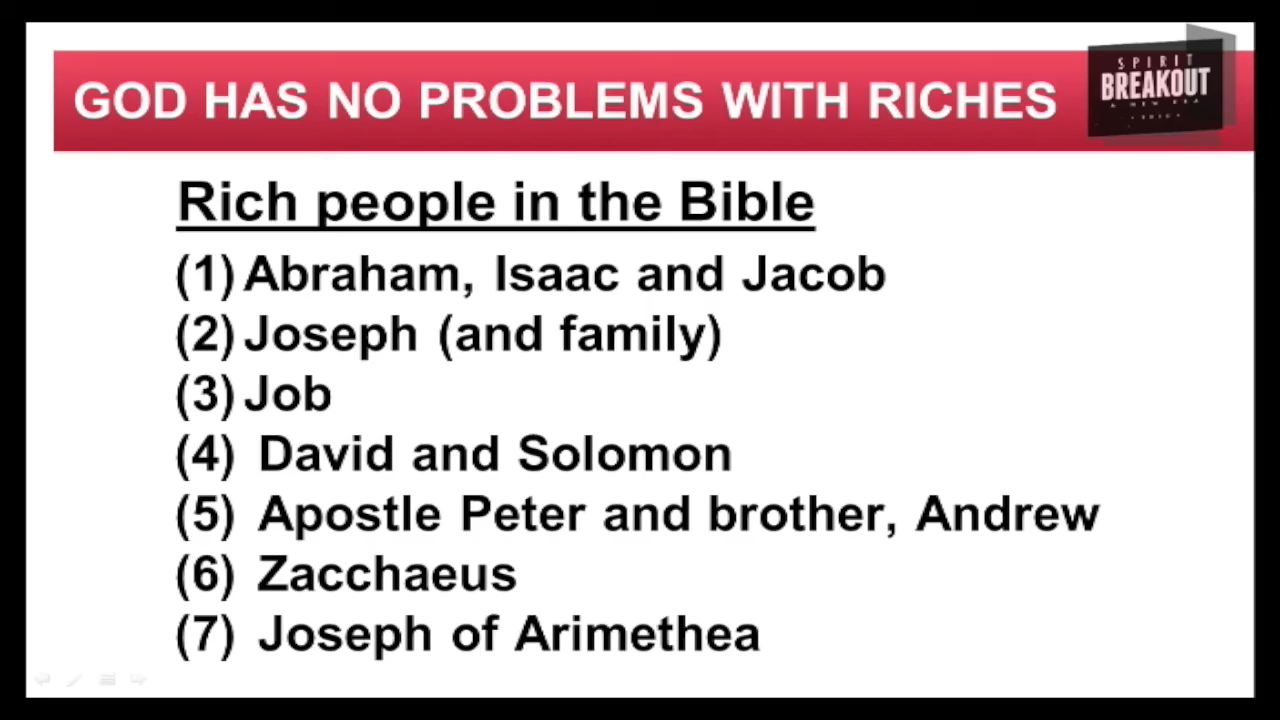 GOD HAS NO PROBLEMS WITH RICHES
SPIRIT
BREAKOUT
A NEW ERA
Rich people in the Bible
(1) Abraham, Isaac and Jacob
(2) Joseph (and family)
(3) Job
(4) David and Solomon
(5) Apostle Peter and brother, Andrew
(6) Zacchaeus
(7) Joseph of Arimethea